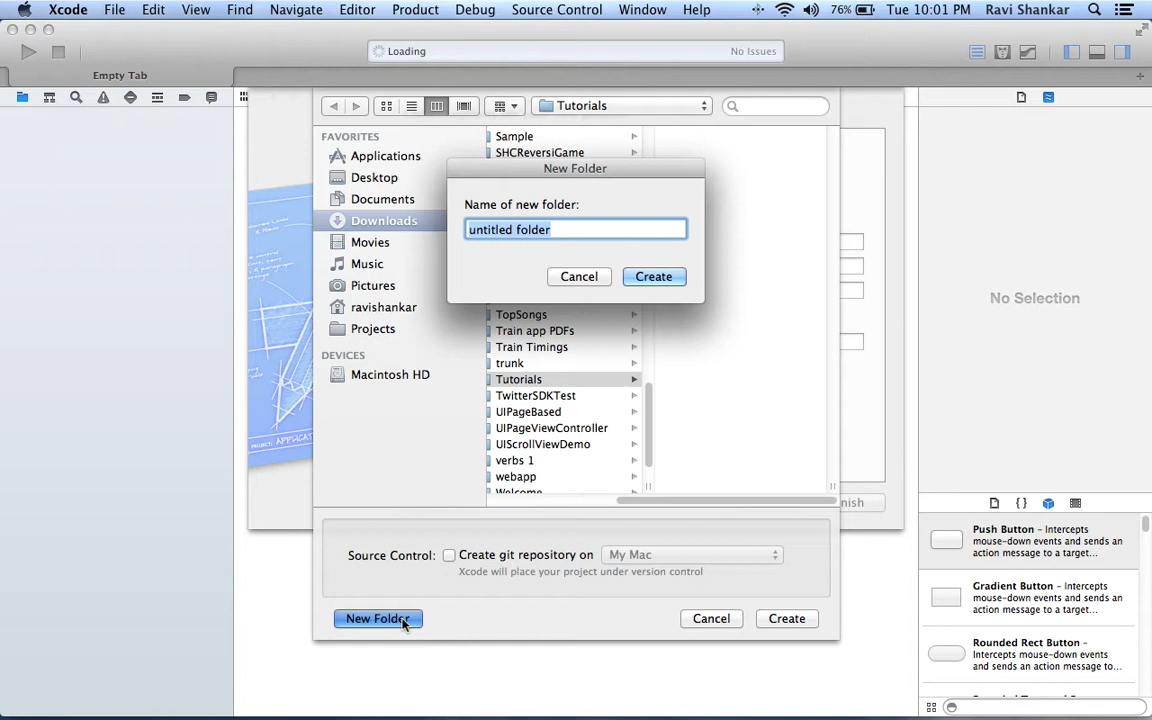 Xcode File Edit View Find Navigate Editor Product Debug Source Control Window Help 76% Tue 10:01 PM Ravi Shankar
Loading No Issues
Empty Tab
Tutorials
FAVORITES
Applications
Desktop
Documents
Downloads
Movies
Music
Pictures
ravishankar
Projects
DEVICES
Macintosh HD
Sample
SHCReversiGame
New Folder
Name of new folder:
untitled folder
Cancel Create
TopSongs
Train app PDFs
Train Timings
trunk
Tutorials
TwitterSDKTest
UIPageBased
UIPageViewController
UIScrollViewDemo
verbs 1
webapp
Welcome
nish
Source Control: Create git repository on My Mac
Xcode will place your project under version control
New Folder Cancel Create
No Selection
Push Button – Intercepts
mouse-down events and sends an
action message to a target...
Gradient Button – Intercepts
mouse-down events and sends an
action message to a target...
Rounded Rect Button –
Intercepts mouse-down events
and sends an action message to...